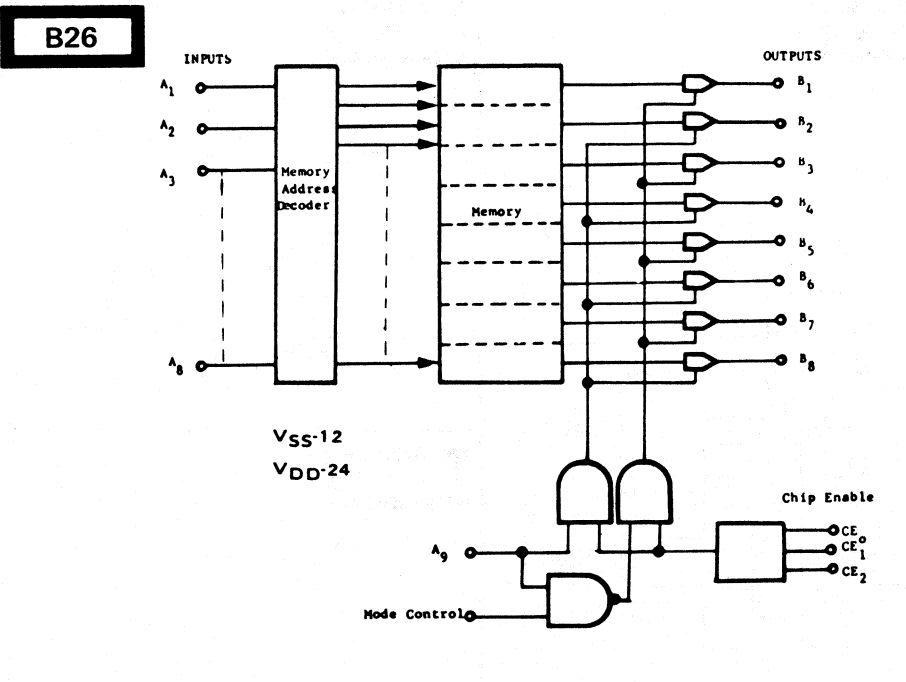 B26
INPUTS
OUTPUTS
A1
A2
A3
A8
Memory
Address
Decoder
Memory
B1
B2
B3
B4
B5
B6
B7
B8
VSS-12
VDD-24
Chip Enable
CE0
CE1
CE2
A9
Mode Control